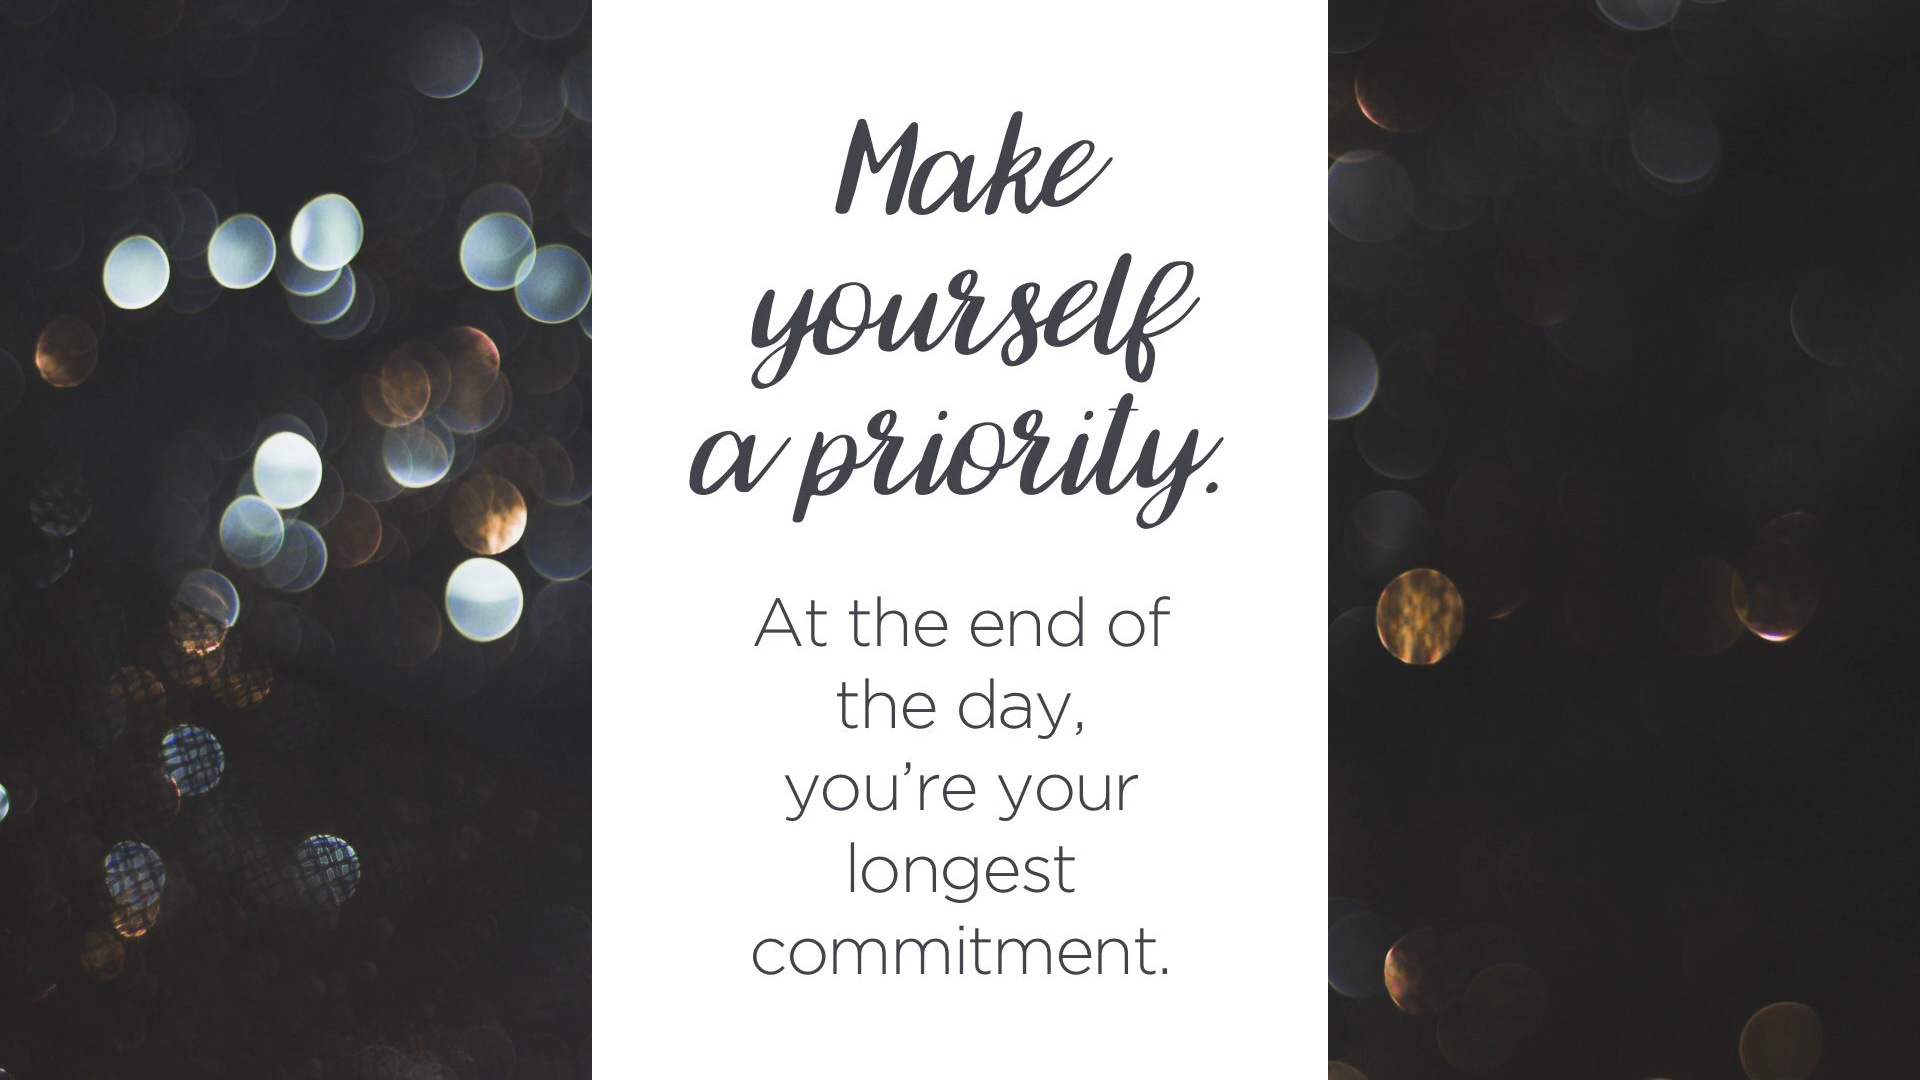 Make
yourself
a priority.
At the end of
the day,
you’re your
longest
commitment.